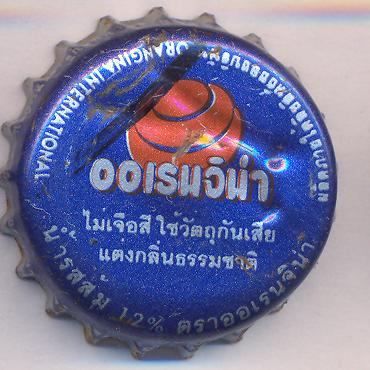 ORANGINA INTERNATIONAL
ออเรนจิน่า
ไม่เจือสี ใช้วัตถุกันเสีย
แต่งกลิ่นธรรมชาติ
น้ำรสส้ม 12% ตราออเรนจินา